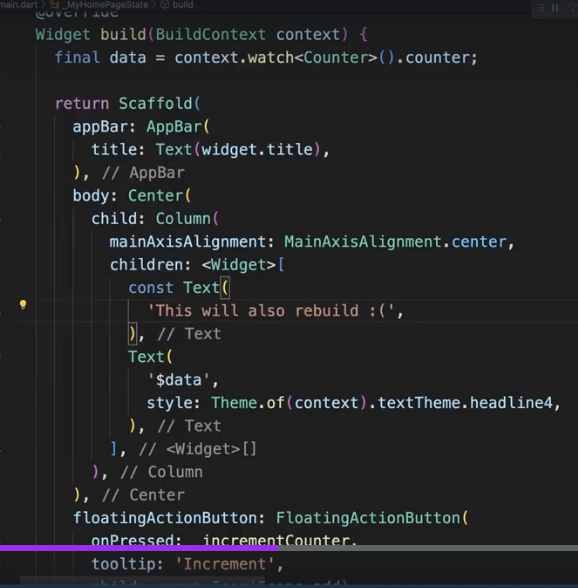 main.dart > _MyHomePageState > build
@override
Widget build(BuildContext context) {
final data = context.watch<Counter>().counter;
return Scaffold(
appBar: AppBar(
title: Text(widget.title),
), // AppBar
body: Center(
child: Column(
mainAxisAlignment: MainAxisAlignment.center,
children: <Widget>[
const Text(
'This will also rebuild :(',
), // Text
Text(
'$data',
style: Theme.of(context).textTheme.headline4,
), // Text
], // <Widget>[]
), // Column
), // Center
floatingActionButton: FloatingActionButton(
onPressed: _incrementCounter,
tooltip: 'Increment',